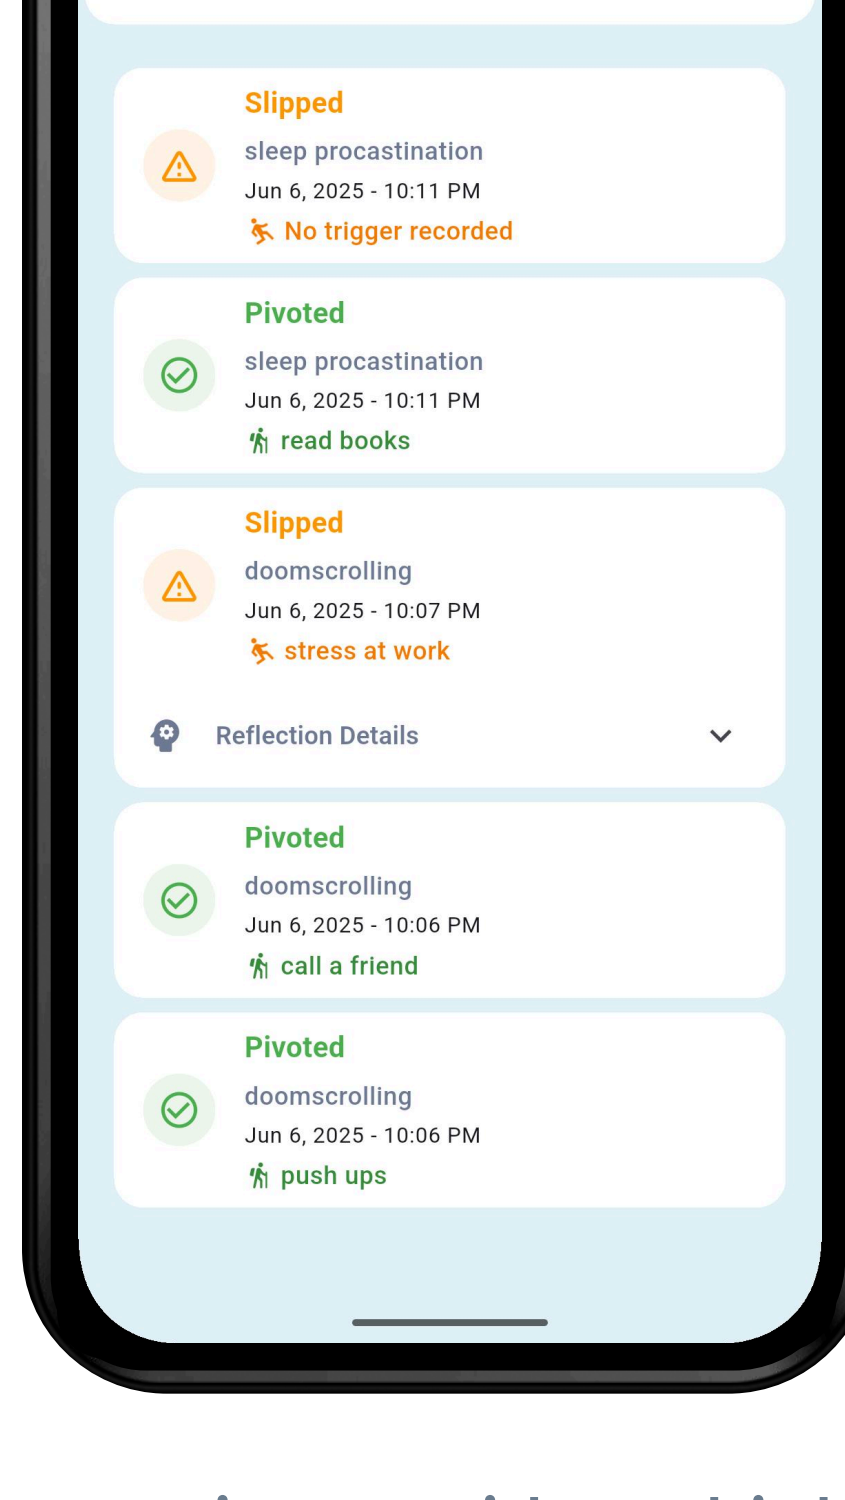 Slipped
sleep procastination
Jun 6, 2025 - 10:11 PM
No trigger recorded
Pivoted
sleep procastination
Jun 6, 2025 - 10:11 PM
read books
Slipped
doomscrolling
Jun 6, 2025 - 10:07 PM
stress at work
Reflection Details
Pivoted
doomscrolling
Jun 6, 2025 - 10:06 PM
call a friend
Pivoted
doomscrolling
Jun 6, 2025 - 10:06 PM
push ups